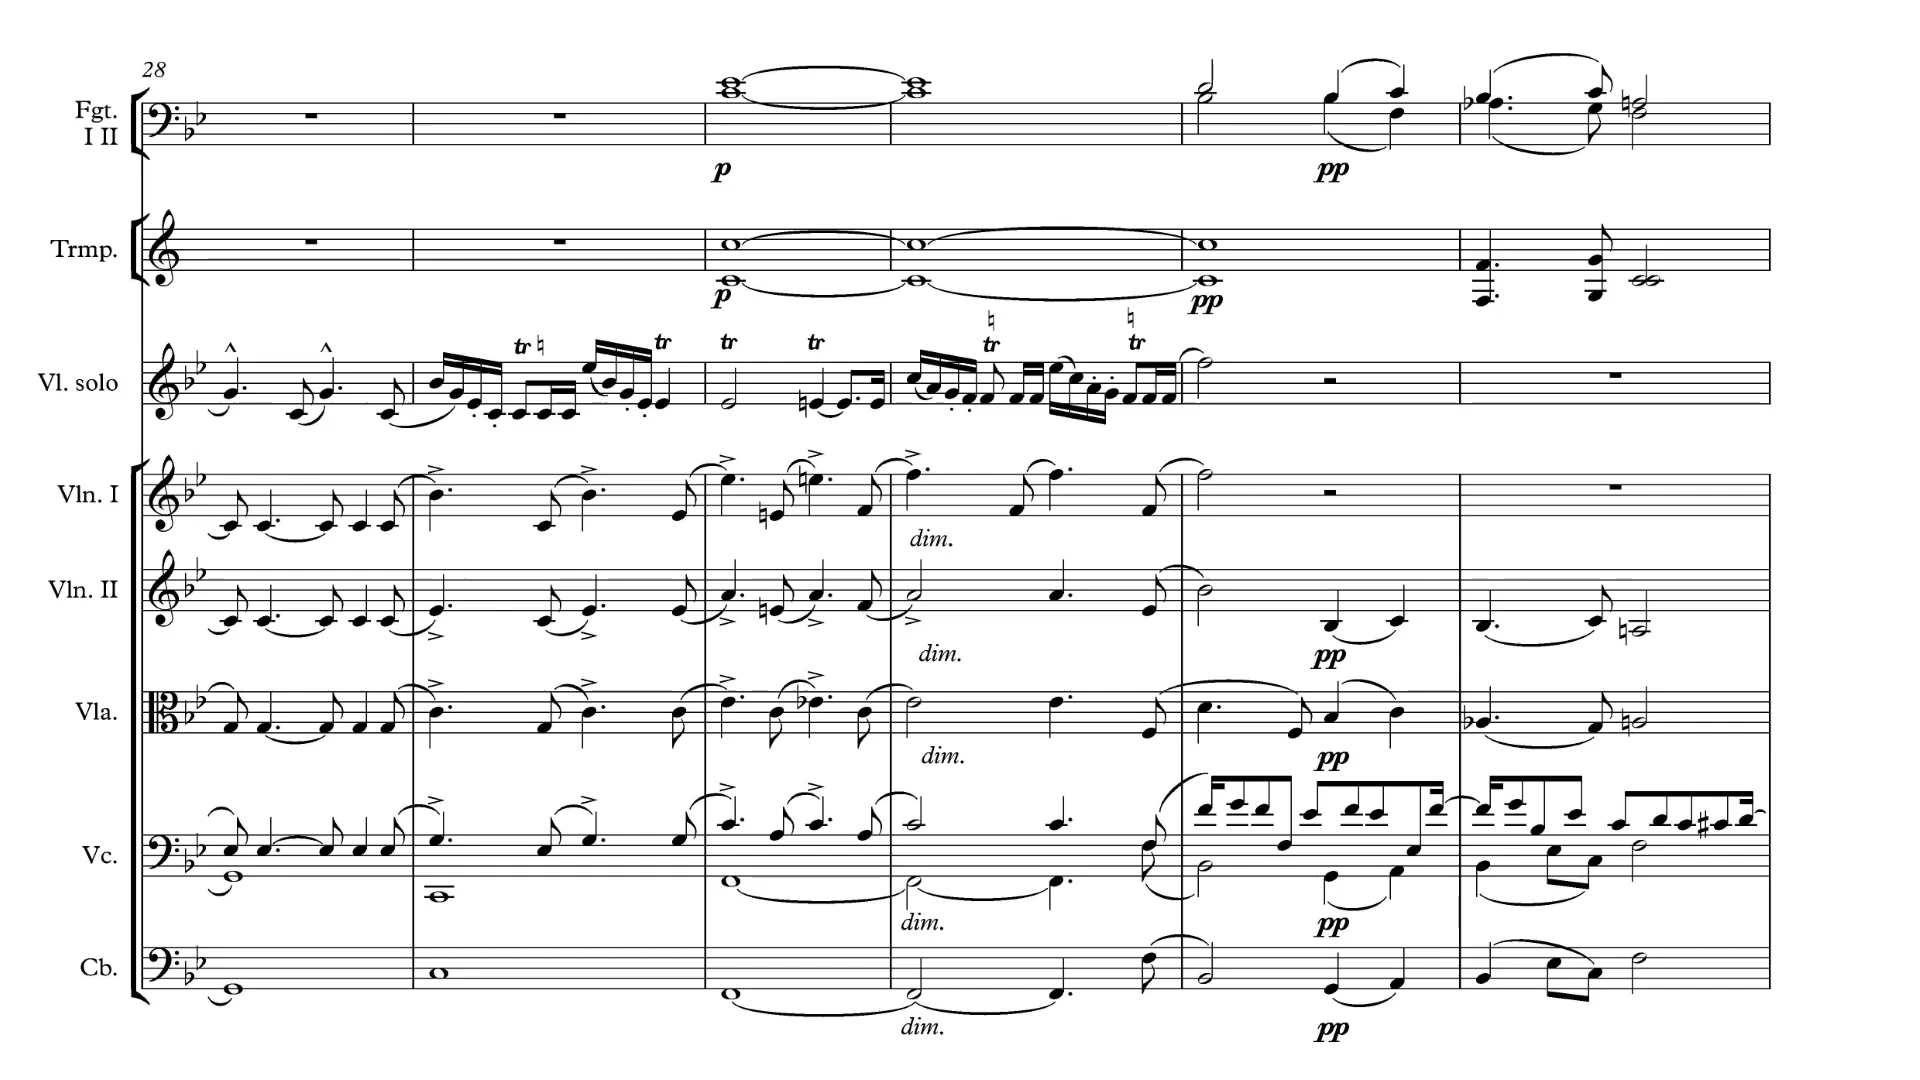 28
Fgt.
I II
p
pp
Trmp.
p
pp
tr tr tr tr tr tr
Vl. solo
Vln. I
dim.
Vln. II
dim.
pp
Vla.
dim.
pp
Vc.
dim.
pp
Cb.
dim.
pp